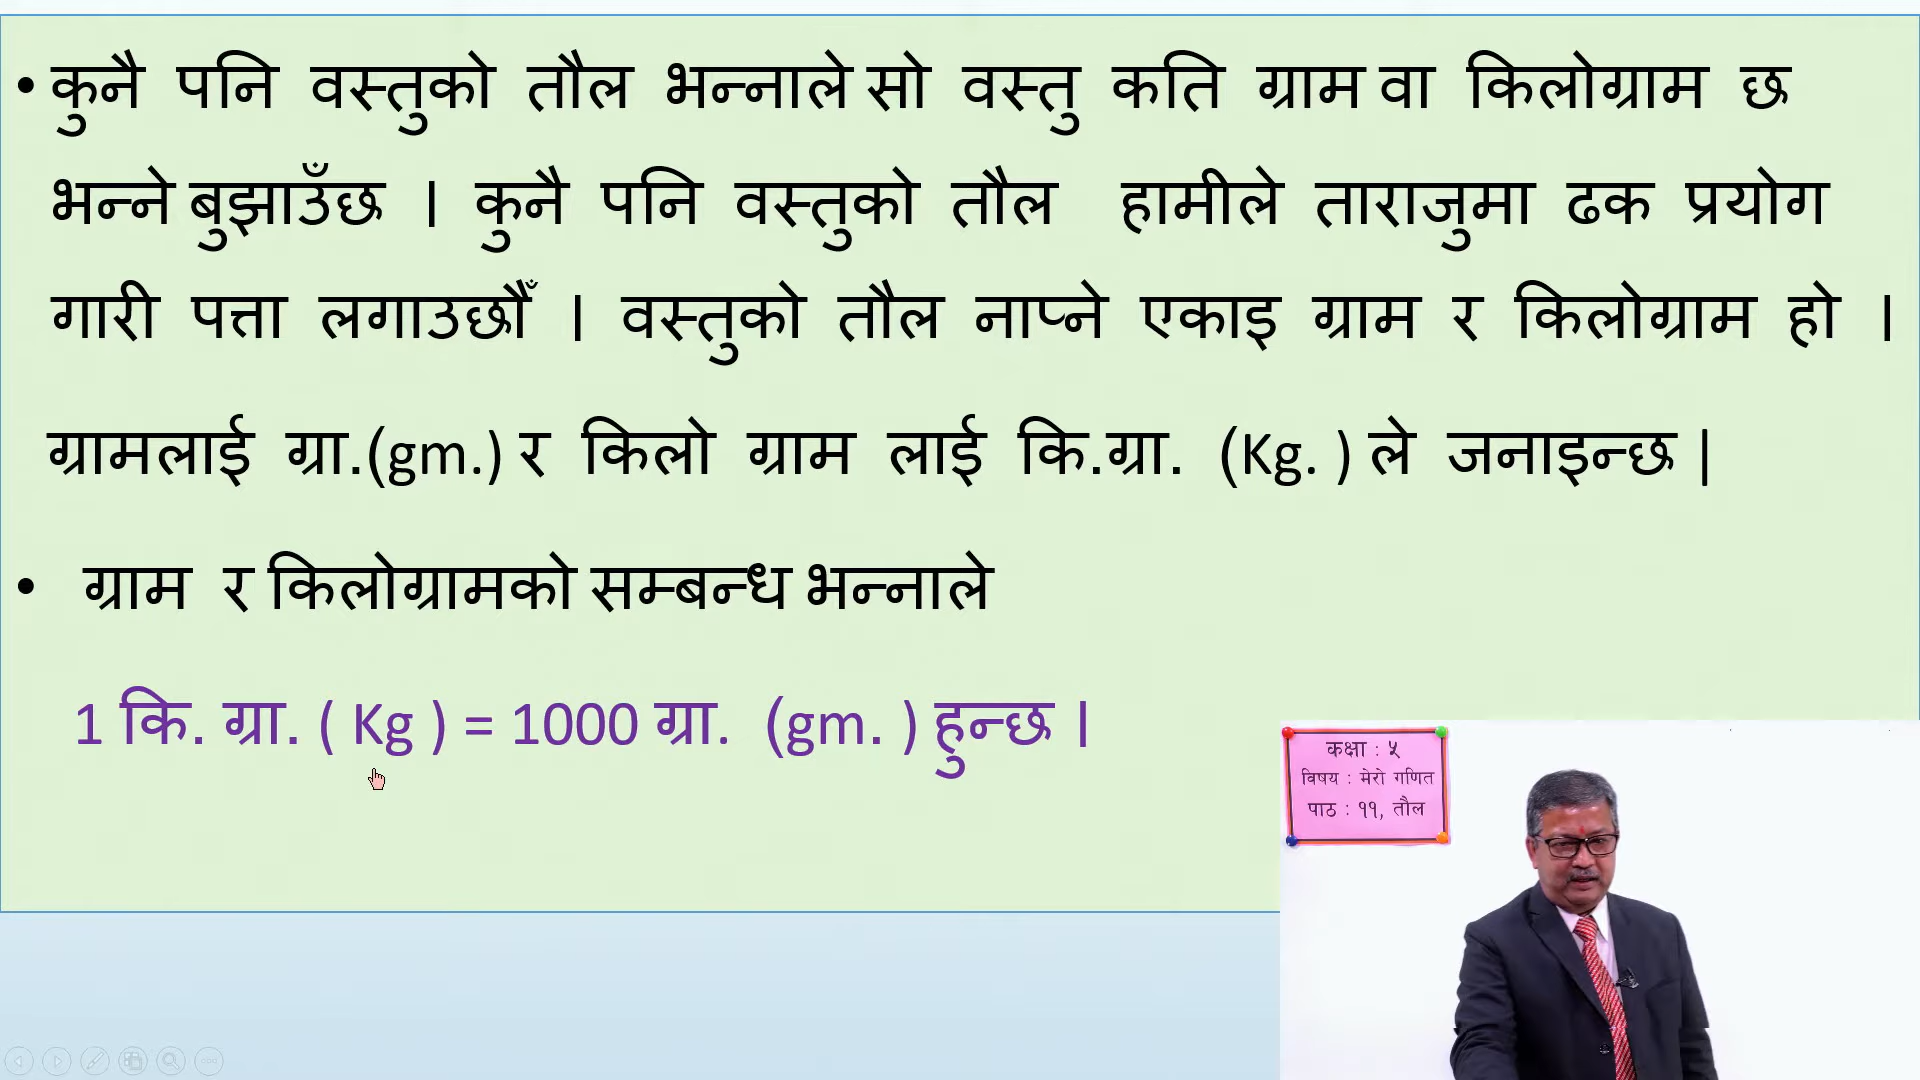 • कुनै पनि वस्तुको तौल भन्नाले सो वस्तु कति ग्राम वा किलोग्राम छ
भन्ने बुझाउँछ । कुनै पनि वस्तुको तौल हामीले ताराजुमा ढक प्रयोग
गारी पत्ता लगाउछौँ । वस्तुको तौल नाप्ने एकाइ ग्राम र किलोग्राम हो ।
ग्रामलाई ग्रा.(gm.) र किलो ग्राम लाई कि.ग्रा. (Kg. ) ले जनाइन्छ |
• ग्राम र किलोग्रामको सम्बन्ध भन्नाले
1 कि. ग्रा. ( Kg ) = 1000 ग्रा. (gm. ) हुन्छ ।
कक्षा : ५
विषय : मेरो गणित
पाठ : ११, तौल